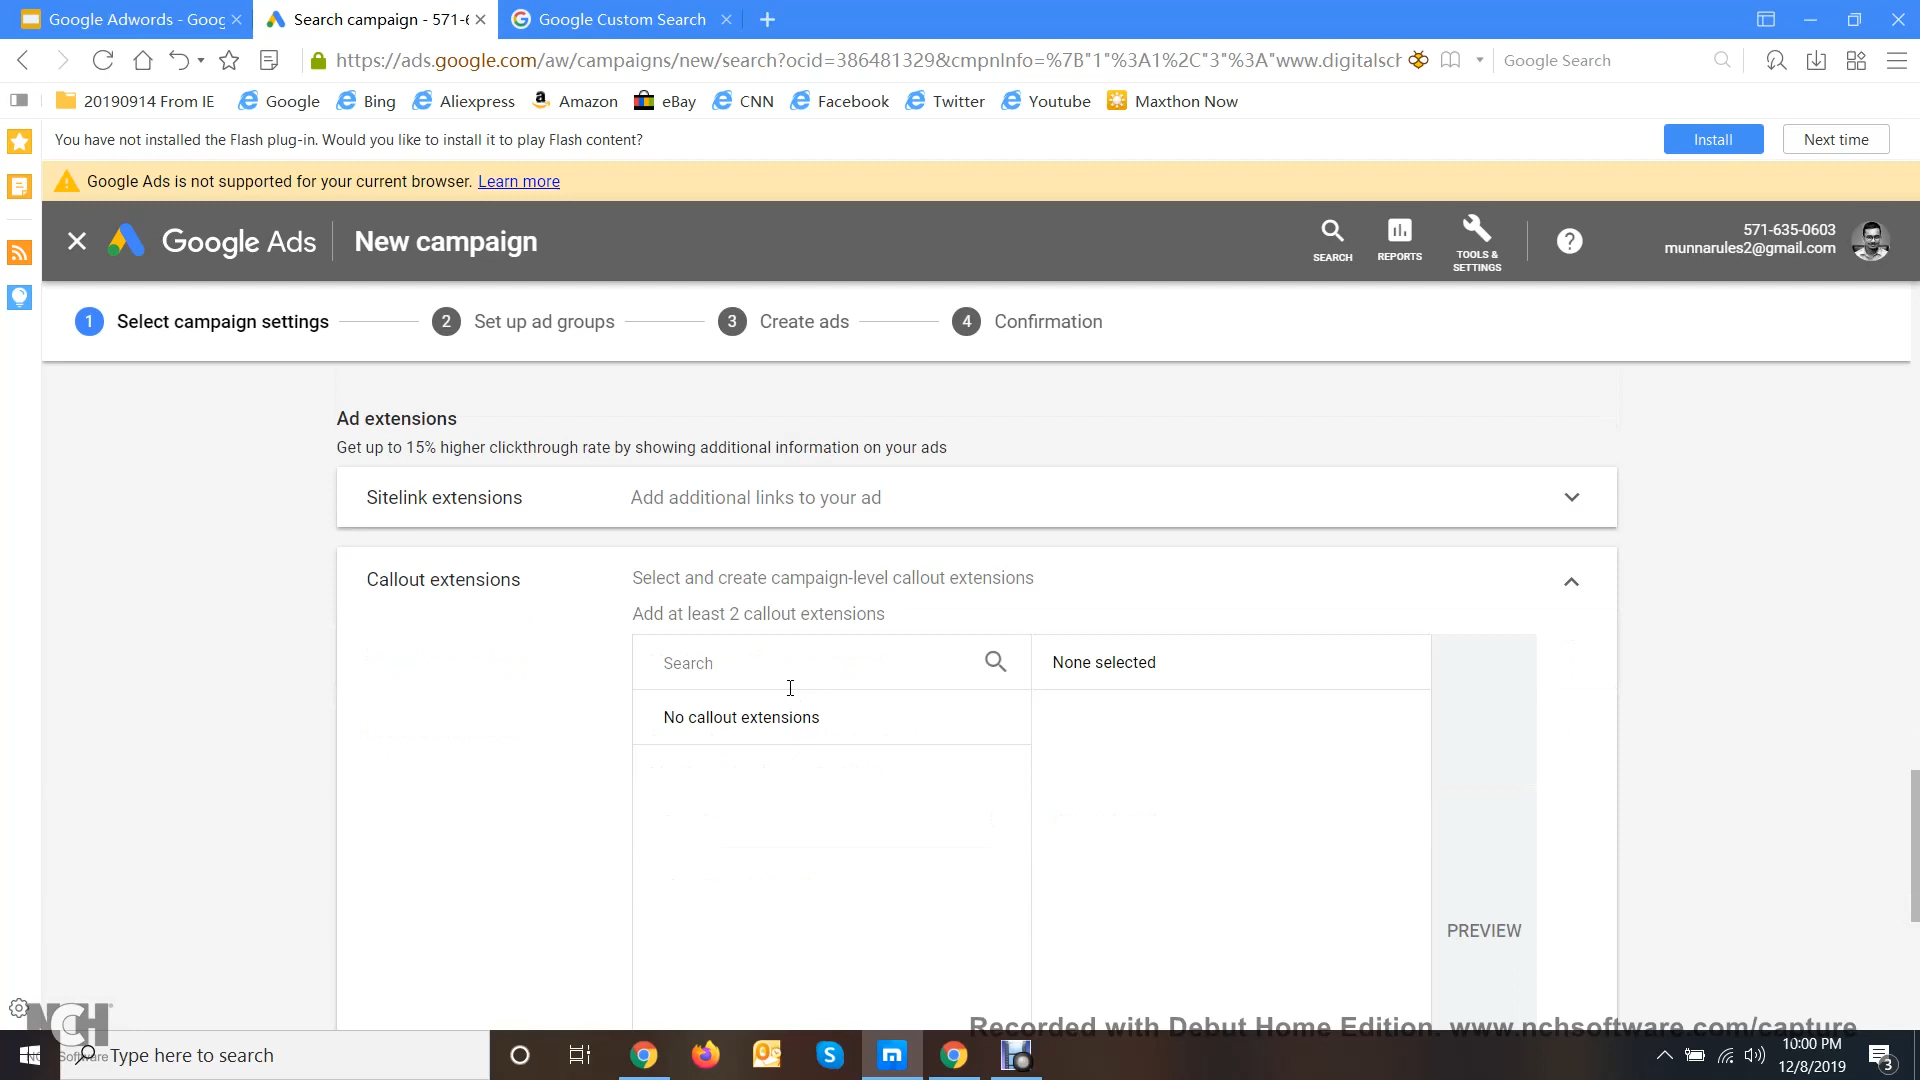 Google Adwords - Goog
Search campaign - 571-6
Google Custom Search
https://ads.google.com/aw/campaigns/new/search?ocid=386481329&cmpnInfo=%7B"1"%3A1%2C"3"%3A"www.digitalsch
Google Search
20190914 From IE
Google
Bing
Aliexpress
Amazon
eBay
CNN
Facebook
Twitter
Youtube
Maxthon Now
You have not installed the Flash plug-in. Would you like to install it to play Flash content?
Install
Next time
Google Ads is not supported for your current browser. Learn more
Google Ads
New campaign
SEARCH
REPORTS
TOOLS &
SETTINGS
571-635-0603
munnarules2@gmail.com
1 Select campaign settings
2 Set up ad groups
3 Create ads
4 Confirmation
Ad extensions
Get up to 15% higher clickthrough rate by showing additional information on your ads
Sitelink extensions
Add additional links to your ad
Callout extensions
Select and create campaign-level callout extensions
Add at least 2 callout extensions
Search
None selected
No callout extensions
PREVIEW
NCH
Software
Recorded with Debut Home Edition. www.nchsoftware.com/capture
Type here to search
10:00 PM
12/8/2019
3